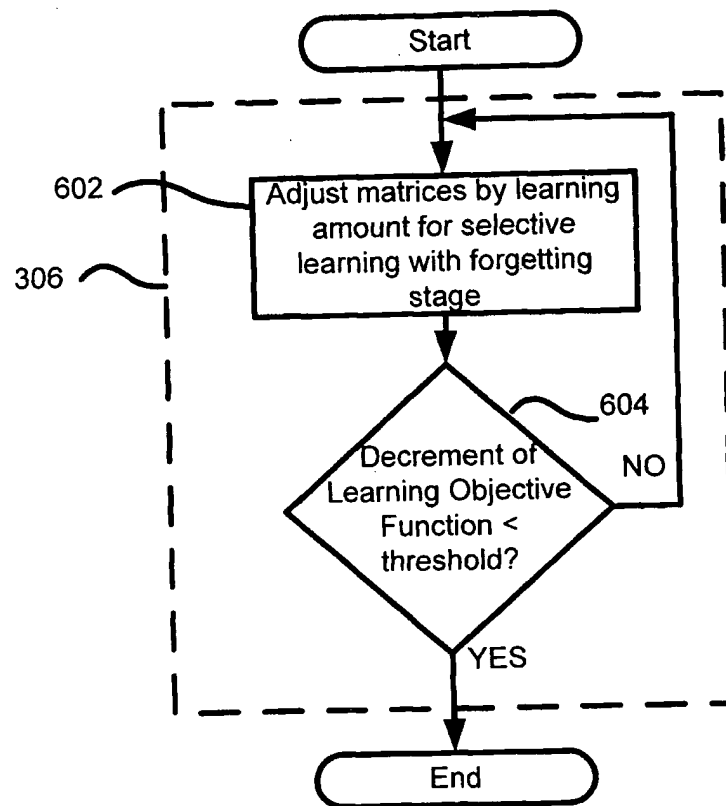 Start
602
Adjust matrices by learning
amount for selective
learning with forgetting
stage
306
604
Decrement of
Learning Objective
Function <
threshold?
NO
YES
End